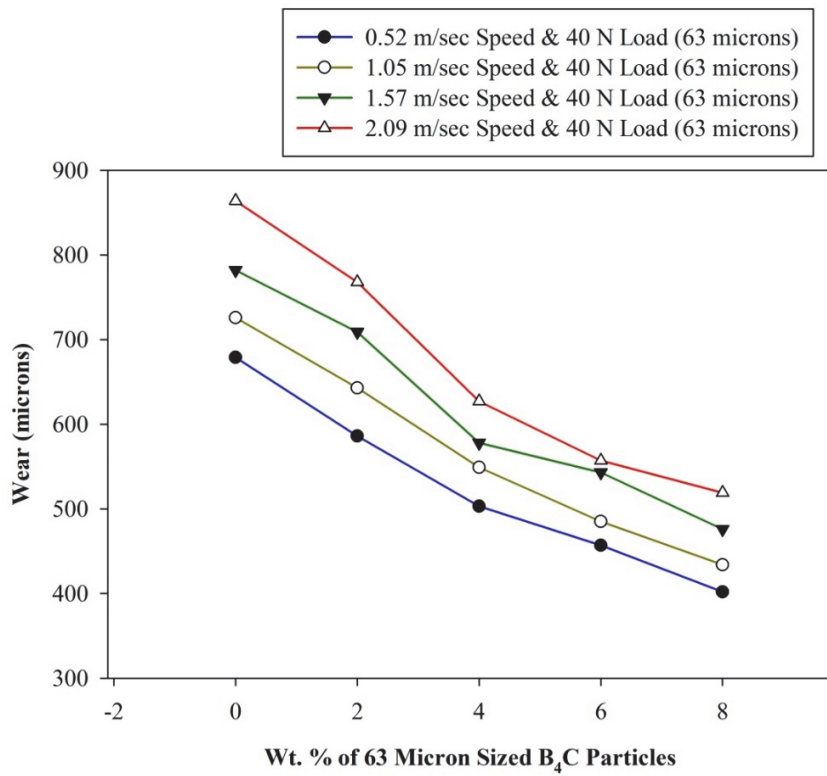 0.52 m/sec Speed & 40 N Load (63 microns)
1.05 m/sec Speed & 40 N Load (63 microns)
1.57 m/sec Speed & 40 N Load (63 microns)
2.09 m/sec Speed & 40 N Load (63 microns)
900
800
700
600
500
400
300
Wear (microns)
-2 0 2 4 6 8
Wt. % of 63 Micron Sized B₄C Particles